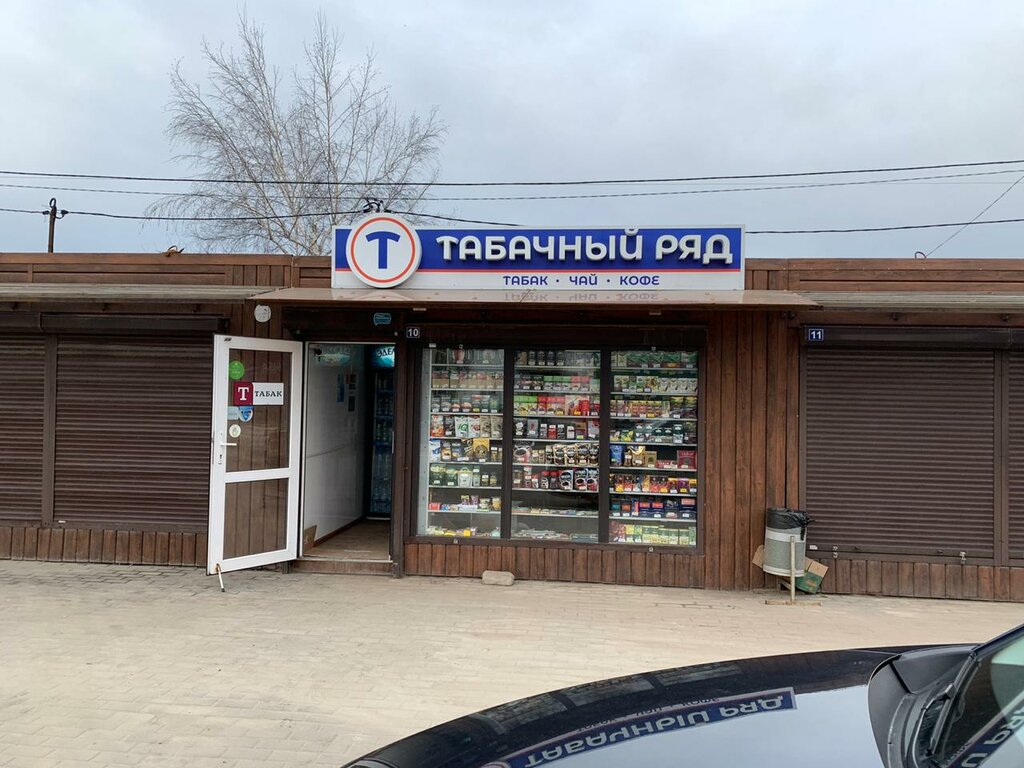 Т ТАБАЧНЫЙ РЯД
ТАБАК · ЧАЙ · КОФЕ
10
11
Т ТАБАК